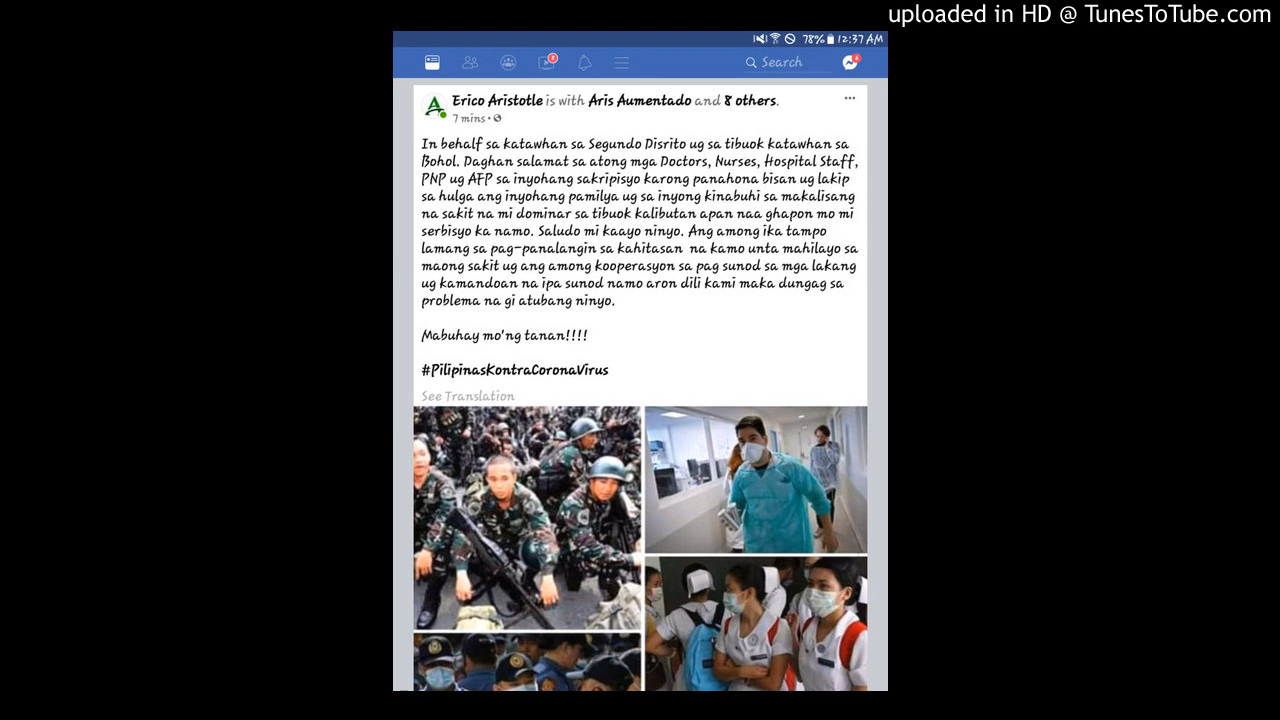 uploaded in HD @ TunesToTube.com
78% 12:37 AM
Search
Erico Aristotle is with Aris Aumentado and 8 others.
7 mins •
In behalf sa katawhan sa Segundo Disrito ug sa tibuok katawhan sa
Bohol. Daghan salamat sa atong mga Doctors, Nurses, Hospital Staff,
PNP ug AFP sa inyohang sakripisyo karong panahona bisan ug lakip
sa hulga ang inyohang pamilya ug sa inyong kinabuhi sa makalisang
na sakit na mi dominar sa tibuok kalibutan apan naa ghapon mo mi
serbisyo ka namo. Saludo mi kaayo ninyo. Ang among ika tampo
lamang sa pag-panalangin sa kahitasan na kamo unta mahilayo sa
maong sakit ug ang among kooperasyon sa pag sunod sa mga lakang
ug kamandoan na ipa sunod namo aron dili kami maka dungag sa
problema na gi atubang ninyo.
Mabuhay mo'ng tanan!!!!
#PilipinasKontraCoronaVirus
See Translation